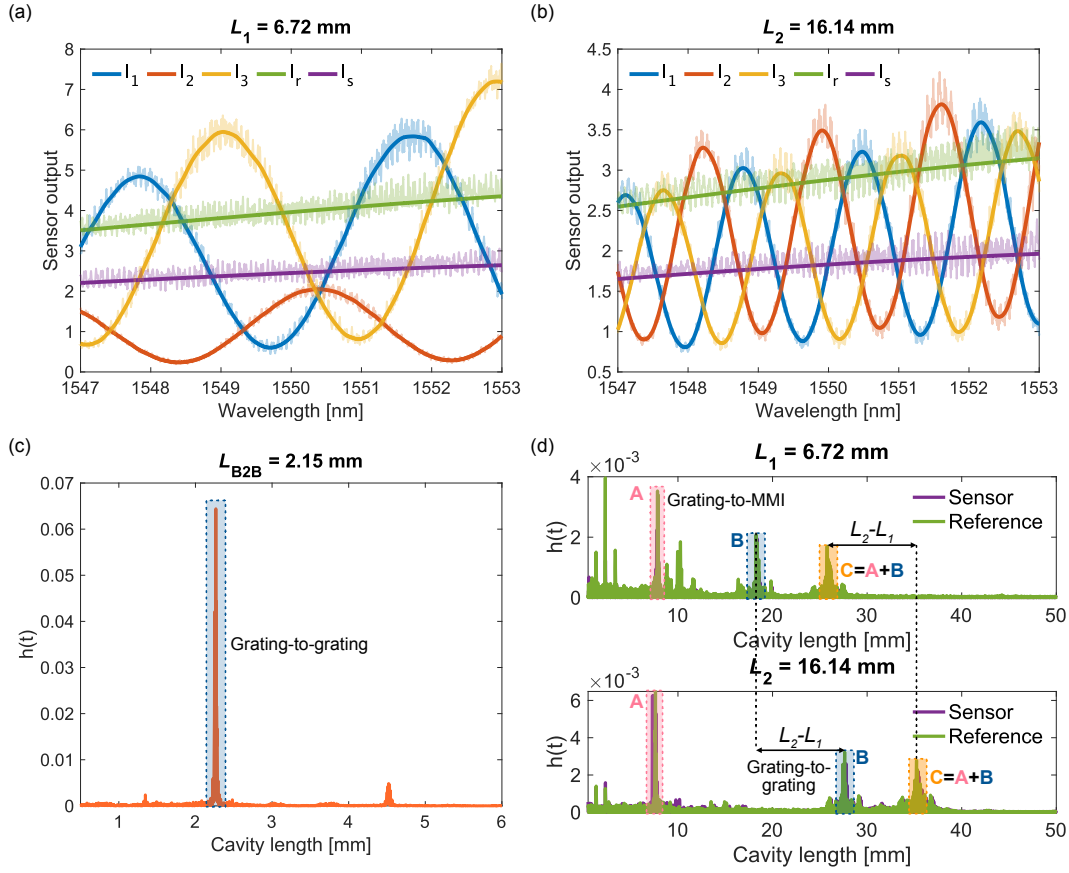 (a)
L1 = 6.72 mm
I1 I2 I3 Ir Is
8
7
6
5
4
3
2
1
0
Sensor output
1547 1548 1549 1550 1551 1552 1553
Wavelength [nm]
(b)
L2 = 16.14 mm
I1 I2 I3 Ir Is
4.5
4
3.5
3
2.5
2
1.5
1
0.5
Sensor output
1547 1548 1549 1550 1551 1552 1553
Wavelength [nm]
(c)
LB2B = 2.15 mm
0.07
0.06
0.05
0.04
0.03
0.02
0.01
0
h(t)
Grating-to-grating
1 2 3 4 5 6
Cavity length [mm]
(d)
L1 = 6.72 mm
×10-3
4
2
0
h(t)
A
Grating-to-MMI
B
L2-L1
C=A+B
Sensor
Reference
10 20 30 40 50
Cavity length [mm]
L2 = 16.14 mm
×10-3
6
4
2
0
h(t)
A
L2-L1
Grating-to-
grating
B
C=A+B
Sensor
Reference
10 20 30 40 50
Cavity length [mm]